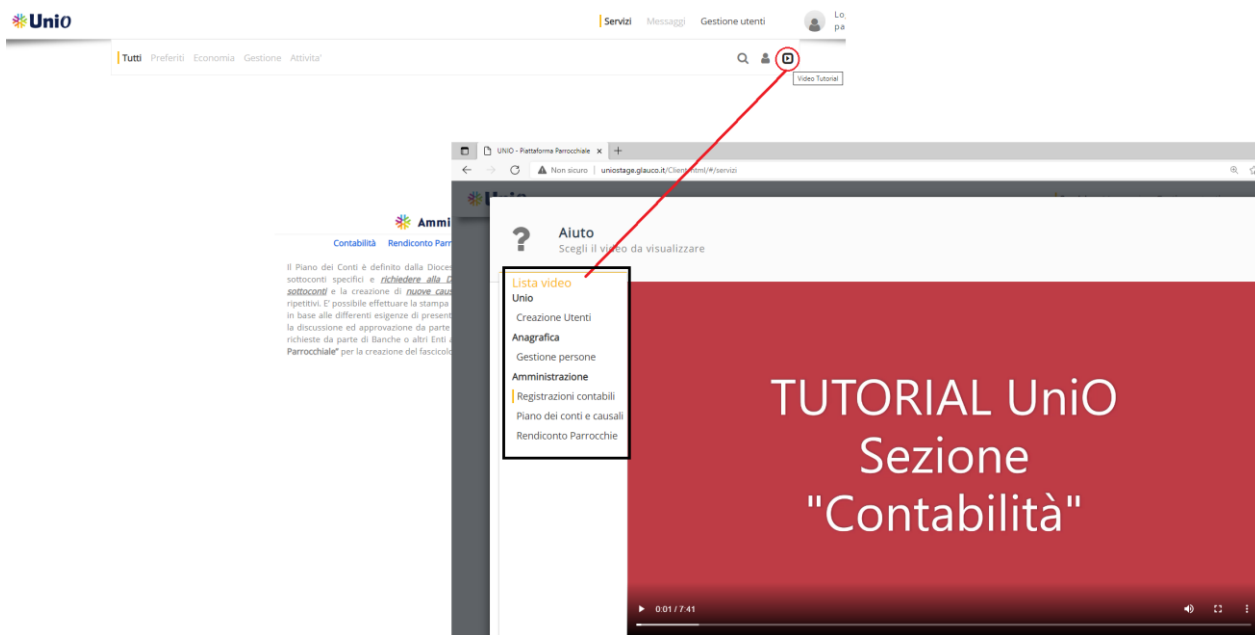 UniO
Servizi Messaggi Gestione utenti
Tutti Preferiti Economia Gestione Attivita'
Video Tutorial
UNIO - Piattaforma Parrocchiale
Non sicuro | uniostage.glauco.it/Client.html/#/servizi
Ammi
Contabilità Rendiconto Parr
Il Piano dei Conti è definito dalla Dioces
sottoconti specifici e richiedere alla D
sottoconti e la creazione di nuove caus
ripetitivi. E' possibile effettuare la stampa
in base alle differenti esigenze di present
la discussione ed approvazione da parte
richieste da parte di Banche o altri Enti
Parrocchiale" per la creazione del fascicolo
Aiuto
Scegli il video da visualizzare
Lista video
Unio
Creazione Utenti
Anagrafica
Gestione persone
Amministrazione
Registrazioni contabili
Piano dei conti e causali
Rendiconto Parrocchie
TUTORIAL UniO
Sezione
"Contabilità"
0:01 / 7:41